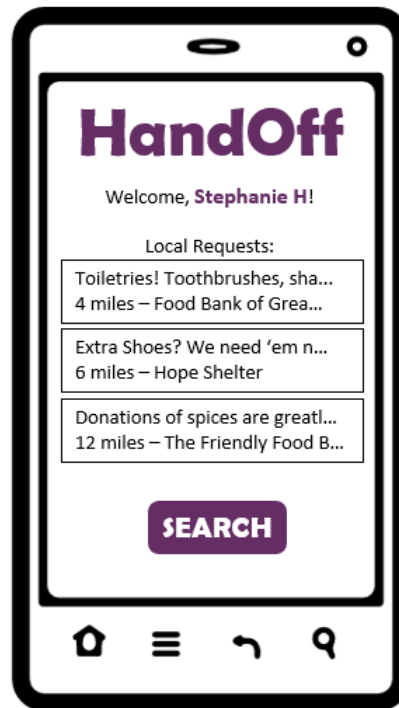 HandOff
Welcome, Stephanie H!
Local Requests:
Toiletries! Toothbrushes, sha...
4 miles – Food Bank of Grea...
Extra Shoes? We need ‘em n...
6 miles – Hope Shelter
Donations of spices are greatl...
12 miles – The Friendly Food B...
SEARCH